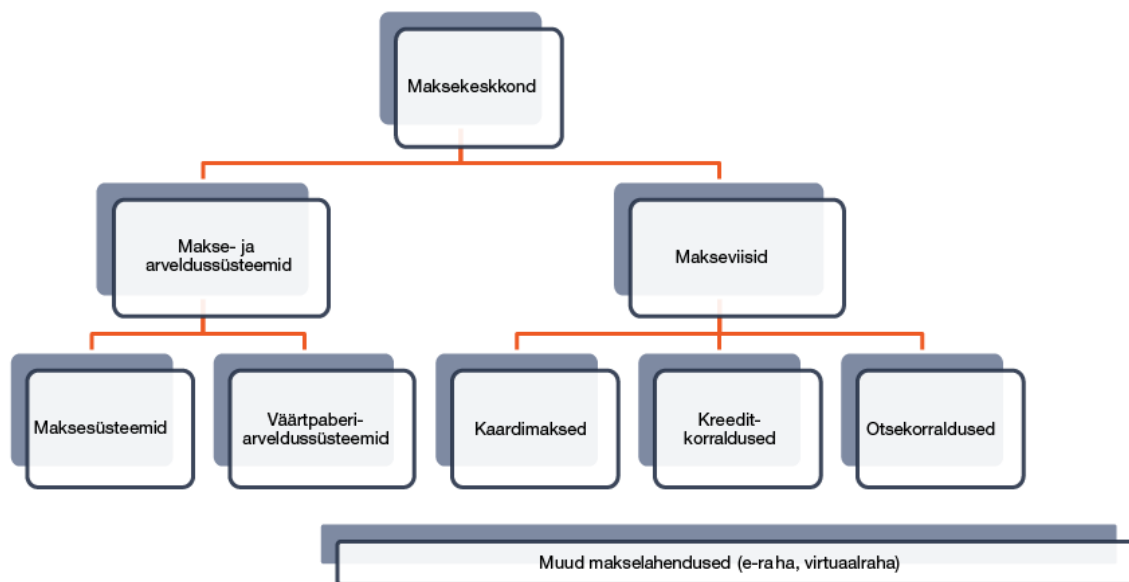 Maksekeskkond
Makse- ja
arveldussüsteemid
Makseviisid
Maksesüsteemid
Väärtpaberi-
arveldussüsteemid
Kaardimaksed
Kreedit-
korraldused
Otsekorraldused
Muud makselahendused (e-raha, virtuaalraha)